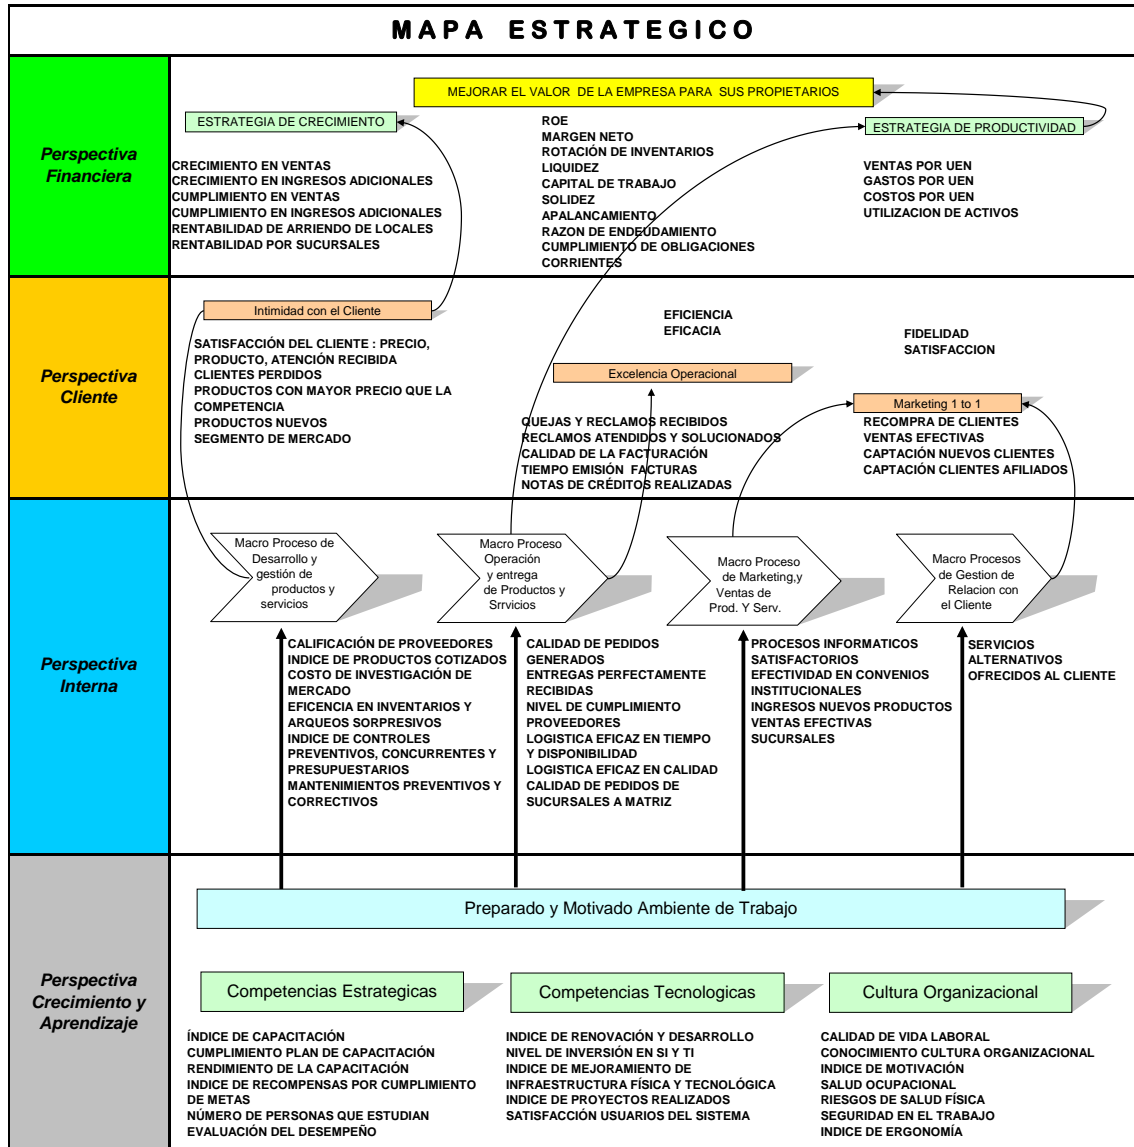 MAPA ESTRATEGICO
Perspectiva
Financiera
MEJORAR EL VALOR DE LA EMPRESA PARA SUS PROPIETARIOS
ESTRATEGIA DE CRECIMIENTO
CRECIMIENTO EN VENTAS
CRECIMIENTO EN INGRESOS ADICIONALES
CUMPLIMIENTO EN VENTAS
CUMPLIMIENTO EN INGRESOS ADICIONALES
RENTABILIDAD DE ARRIENDO DE LOCALES
RENTABILIDAD POR SUCURSALES
ROE
MARGEN NETO
ROTACIÓN DE INVENTARIOS
LIQUIDEZ
CAPITAL DE TRABAJO
SOLIDEZ
APALANCAMIENTO
RAZON DE ENDEUDAMIENTO
CUMPLIMIENTO DE OBLIGACIONES
CORRIENTES
ESTRATEGIA DE PRODUCTIVIDAD
VENTAS POR UEN
GASTOS POR UEN
COSTOS POR UEN
UTILIZACION DE ACTIVOS
Perspectiva
Cliente
Intimidad con el Cliente
SATISFACCIÓN DEL CLIENTE : PRECIO,
PRODUCTO, ATENCIÓN RECIBIDA
CLIENTES PERDIDOS
PRODUCTOS CON MAYOR PRECIO QUE LA
COMPETENCIA
PRODUCTOS NUEVOS
SEGMENTO DE MERCADO
EFICIENCIA
EFICACIA
Excelencia Operacional
QUEJAS Y RECLAMOS RECIBIDOS
RECLAMOS ATENDIDOS Y SOLUCIONADOS
CALIDAD DE LA FACTURACIÓN
TIEMPO EMISIÓN FACTURAS
NOTAS DE CRÉDITOS REALIZADAS
FIDELIDAD
SATISFACCION
Marketing 1 to 1
RECOMPRA DE CLIENTES
VENTAS EFECTIVAS
CAPTACIÓN NUEVOS CLIENTES
CAPTACIÓN CLIENTES AFILIADOS
Perspectiva
Interna
Macro Proceso de
Desarrollo y
gestión de
productos y
servicios
CALIFICACIÓN DE PROVEEDORES
INDICE DE PRODUCTOS COTIZADOS
COSTO DE INVESTIGACIÓN DE
MERCADO
EFICENCIA EN INVENTARIOS Y
ARQUEOS SORPRESIVOS
INDICE DE CONTROLES
PREVENTIVOS, CONCURRENTES Y
PRESUPUESTARIOS
MANTENIMIENTOS PREVENTIVOS Y
CORRECTIVOS
Macro Proceso
Operación
y entrega
de Productos y
Srrvicios
CALIDAD DE PEDIDOS
GENERADOS
ENTREGAS PERFECTAMENTE
RECIBIDAS
NIVEL DE CUMPLIMIENTO
PROVEEDORES
LOGISTICA EFICAZ EN TIEMPO
Y DISPONIBILIDAD
LOGISTICA EFICAZ EN CALIDAD
CALIDAD DE PEDIDOS DE
SUCURSALES A MATRIZ
Macro Proceso
de Marketing,y
Ventas de
Prod. Y Serv.
PROCESOS INFORMATICOS
SATISFACTORIOS
EFECTIVIDAD EN CONVENIOS
INSTITUCIONALES
INGRESOS NUEVOS PRODUCTOS
VENTAS EFECTIVAS
SUCURSALES
Macro Procesos
de Gestion de
Relacion con
el Cliente
SERVICIOS
ALTERNATIVOS
OFRECIDOS AL CLIENTE
Perspectiva
Crecimiento y
Aprendizaje
Preparado y Motivado Ambiente de Trabajo
Competencias Estrategicas
ÍNDICE DE CAPACITACIÓN
CUMPLIMIENTO PLAN DE CAPACITACIÓN
RENDIMIENTO DE LA CAPACITACIÓN
INDICE DE RECOMPENSAS POR CUMPLIMIENTO
DE METAS
NÚMERO DE PERSONAS QUE ESTUDIAN
EVALUACIÓN DEL DESEMPEÑO
Competencias Tecnologicas
INDICE DE RENOVACIÓN Y DESARROLLO
NIVEL DE INVERSIÓN EN SI Y TI
INDICE DE MEJORAMIENTO DE
INFRAESTRUCTURA FÍSICA Y TECNOLÓGICA
INDICE DE PROYECTOS REALIZADOS
SATISFACCIÓN USUARIOS DEL SISTEMA
Cultura Organizacional
CALIDAD DE VIDA LABORAL
CONOCIMIENTO CULTURA ORGANIZACIONAL
INDICE DE MOTIVACIÓN
SALUD OCUPACIONAL
RIESGOS DE SALUD FÍSICA
SEGURIDAD EN EL TRABAJO
INDICE DE ERGONOMÍA